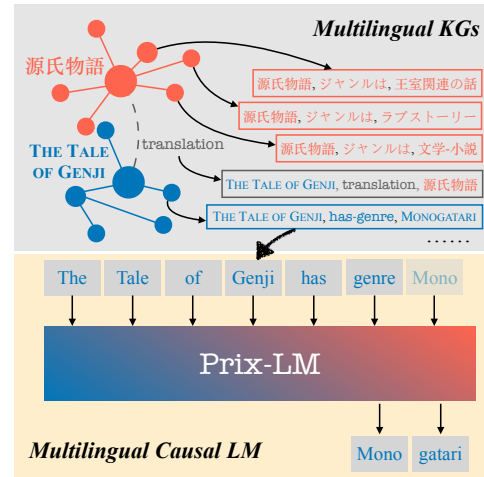 Multilingual KGs
源氏物語
源氏物語, ジャンルは, 王室関連の話
源氏物語, ジャンルは, ラブストーリー
源氏物語, ジャンルは, 文学-小説
translation
THE TALE
OF GENJI
THE TALE OF GENJI, translation, 源氏物語
THE TALE OF GENJI, has-genre, MONOGATARI
......
The Tale of Genji has genre Mono
Prix-LM
Mono gatari
Multilingual Causal LM